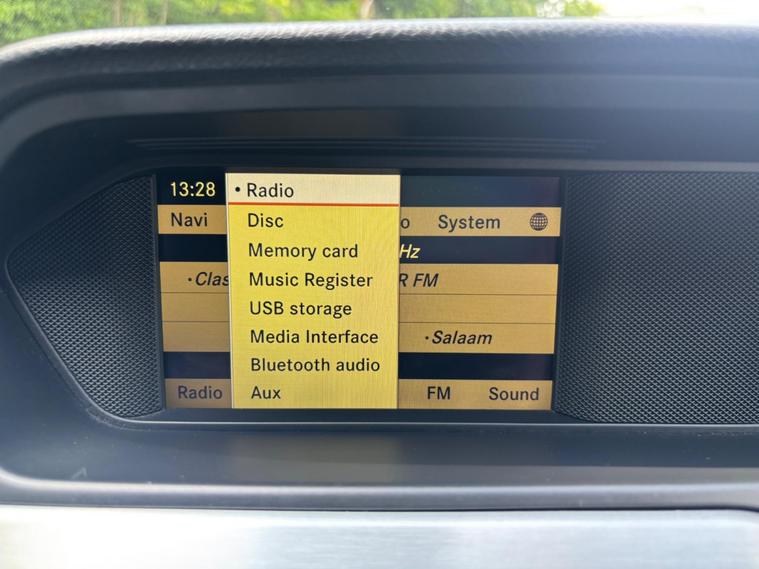 13:28
• Radio
Navi
Disc
System
Memory card
Hz
Music Register
R FM
USB storage
Media Interface
•Salaam
Bluetooth audio
Radio
Aux
FM
Sound